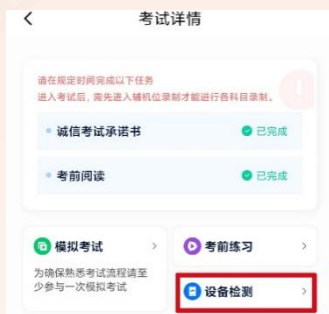 考试详情
请在规定时间完成以下任务
进入考试后，需先进入辅机位录制才能进行各科目录制。
诚信考试承诺书 已完成
考前阅读 已完成
模拟考试 考前练习
为确保熟悉考试流程请至
少参与一次模拟考试
设备检测